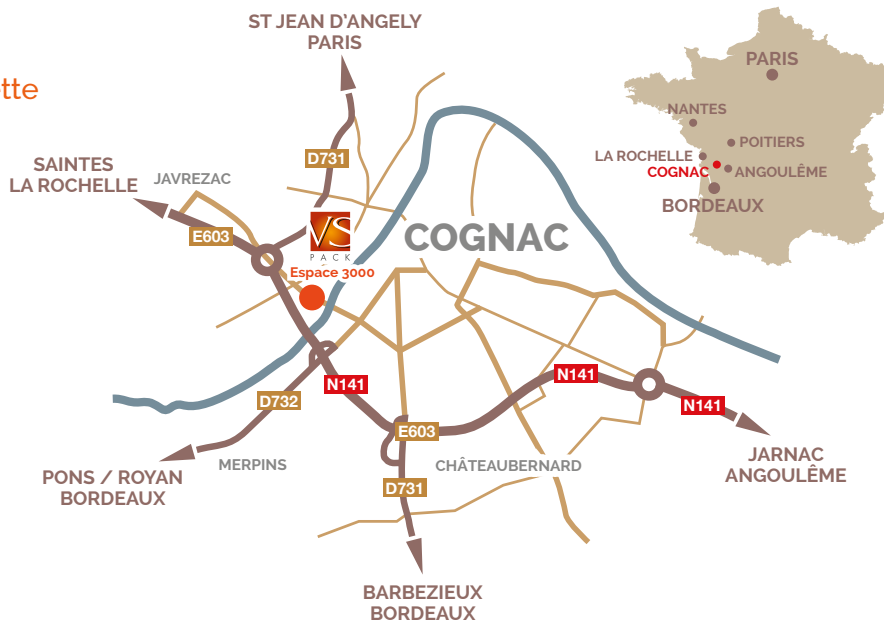 ST JEAN D'ANGELY
PARIS
tte
SAINTES
LA ROCHELLE
JAVREZAC
D731
E603
VS
PACK
Espace 3000
COGNAC
N141
D732
N141
N141
E603
MERPINS
CHÂTEAUBERNARD
PONS / ROYAN
BORDEAUX
D731
JARNAC
ANGOULÊME
BARBEZIEUX
BORDEAUX
PARIS
NANTES
POITIERS
LA ROCHELLE
COGNAC
ANGOULÊME
BORDEAUX